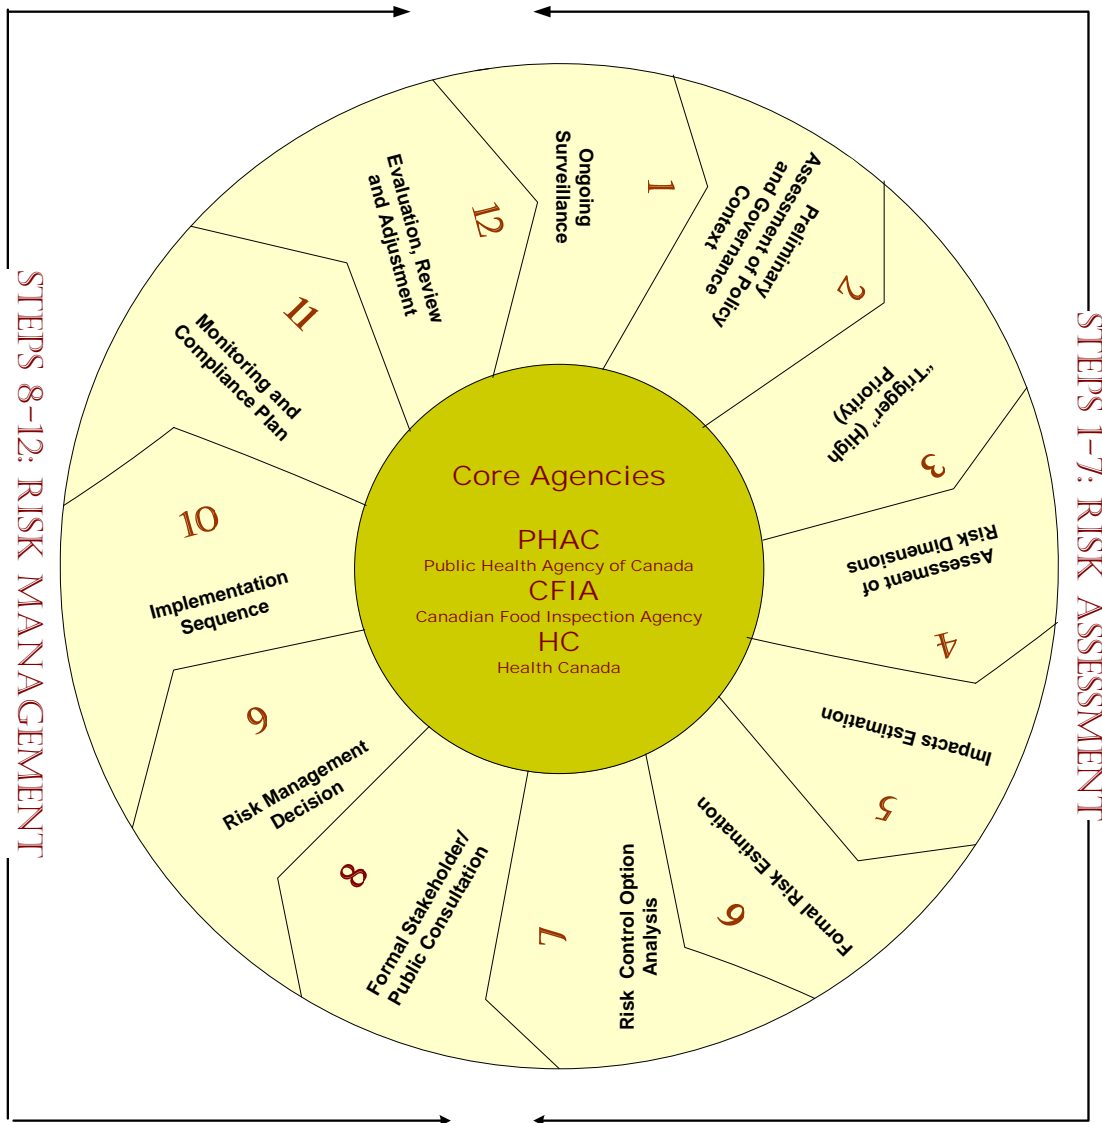 STEPS 8-12: RISK MANAGEMENT
STEPS 1-7: RISK ASSESSMENT
1
Ongoing
Surveillance
2
Preliminary
Assessment of Policy
and Governance
Context
3
“Trigger” (High
Priority)
4
Assessment of
Risk Dimensions
5
Impacts Estimation
6
Formal Risk Estimation
7
Risk Control Option
Analysis
8
Formal Stakeholder/
Public Consultation
9
Risk Management
Decision
10
Implementation
Sequence
11
Monitoring and
Compliance Plan
12
Evaluation, Review
and Adjustment
Core Agencies
PHAC
Public Health Agency of Canada
CFIA
Canadian Food Inspection Agency
HC
Health Canada